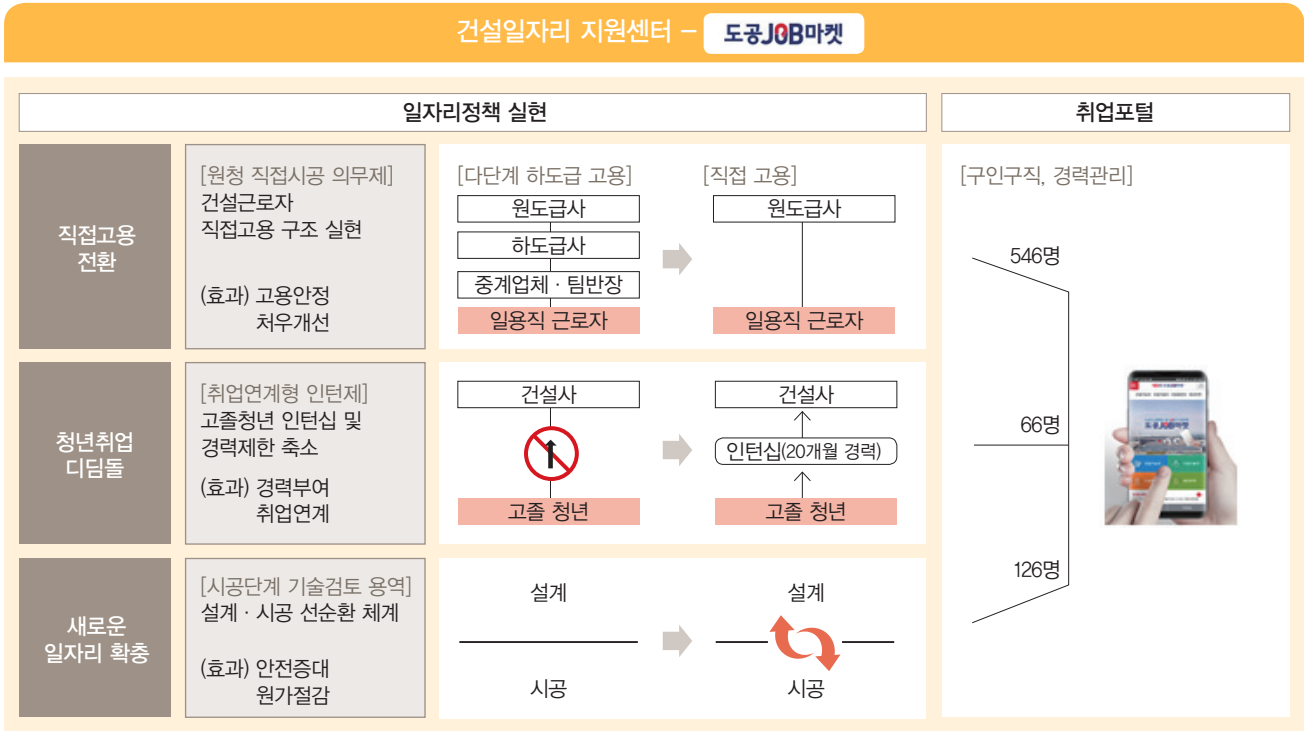 건설일자리 지원센터 – 도공JOB마켓
일자리정책 실현
취업포털
직접고용
전환
[원청 직접시공 의무제]
건설근로자
직접고용 구조 실현
(효과) 고용안정
처우개선
[다단계 하도급 고용]
원도급사
하도급사
중계업체 · 팀반장
일용직 근로자
[직접 고용]
원도급사
일용직 근로자
청년취업
디딤돌
[취업연계형 인턴제]
고졸청년 인턴십 및
경력제한 축소
(효과) 경력부여
취업연계
건설사
고졸 청년
건설사
인턴십(20개월 경력)
고졸 청년
새로운
일자리 확충
[시공단계 기술검토 용역]
설계 · 시공 선순환 체계
(효과) 안전증대
원가절감
설계
시공
설계
시공
[구인구직, 경력관리]
546명
66명
126명
도공JOB마켓